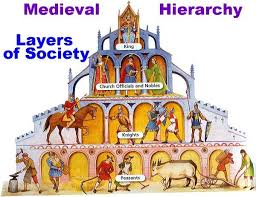 Medieval Hierarchy
Layers
of Society
King
Church Officials and Nobles
Knights
Peasants